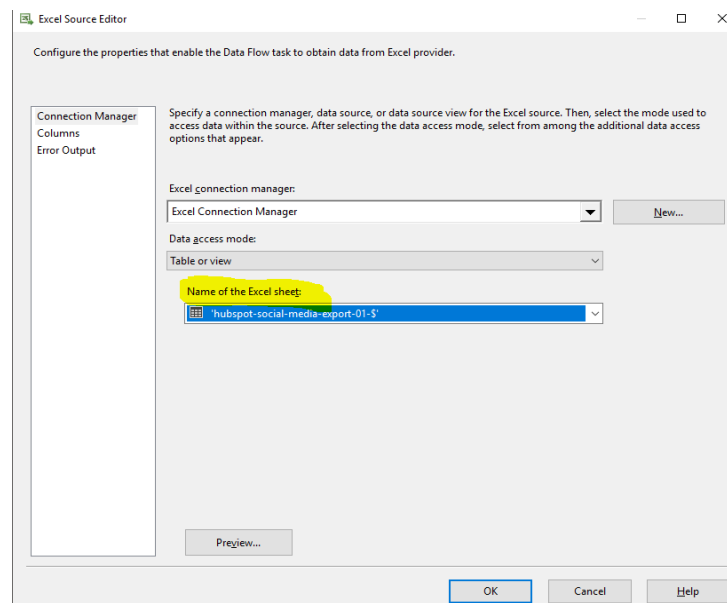 Excel Source Editor
Configure the properties that enable the Data Flow task to obtain data from Excel provider.
Connection Manager
Columns
Error Output
Specify a connection manager, data source, or data source view for the Excel source. Then, select the mode used to
access data within the source. After selecting the data access mode, select from among the additional data access
options that appear.
Excel connection manager:
Excel Connection Manager
New...
Data access mode:
Table or view
Name of the Excel sheet:
'hubspot-social-media-export-01-$'
Preview...
OK
Cancel
Help